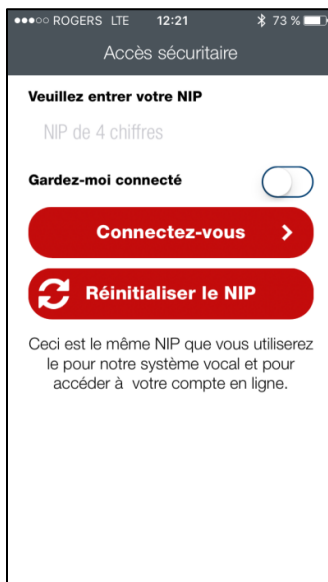 ●●●○○ ROGERS LTE 12:21 73 %
Accès sécuritaire
Veuillez entrer votre NIP
NIP de 4 chiffres
Gardez-moi connecté
Connectez-vous
Réinitialiser le NIP
Ceci est le même NIP que vous utiliserez
le pour notre système vocal et pour
accéder à votre compte en ligne.